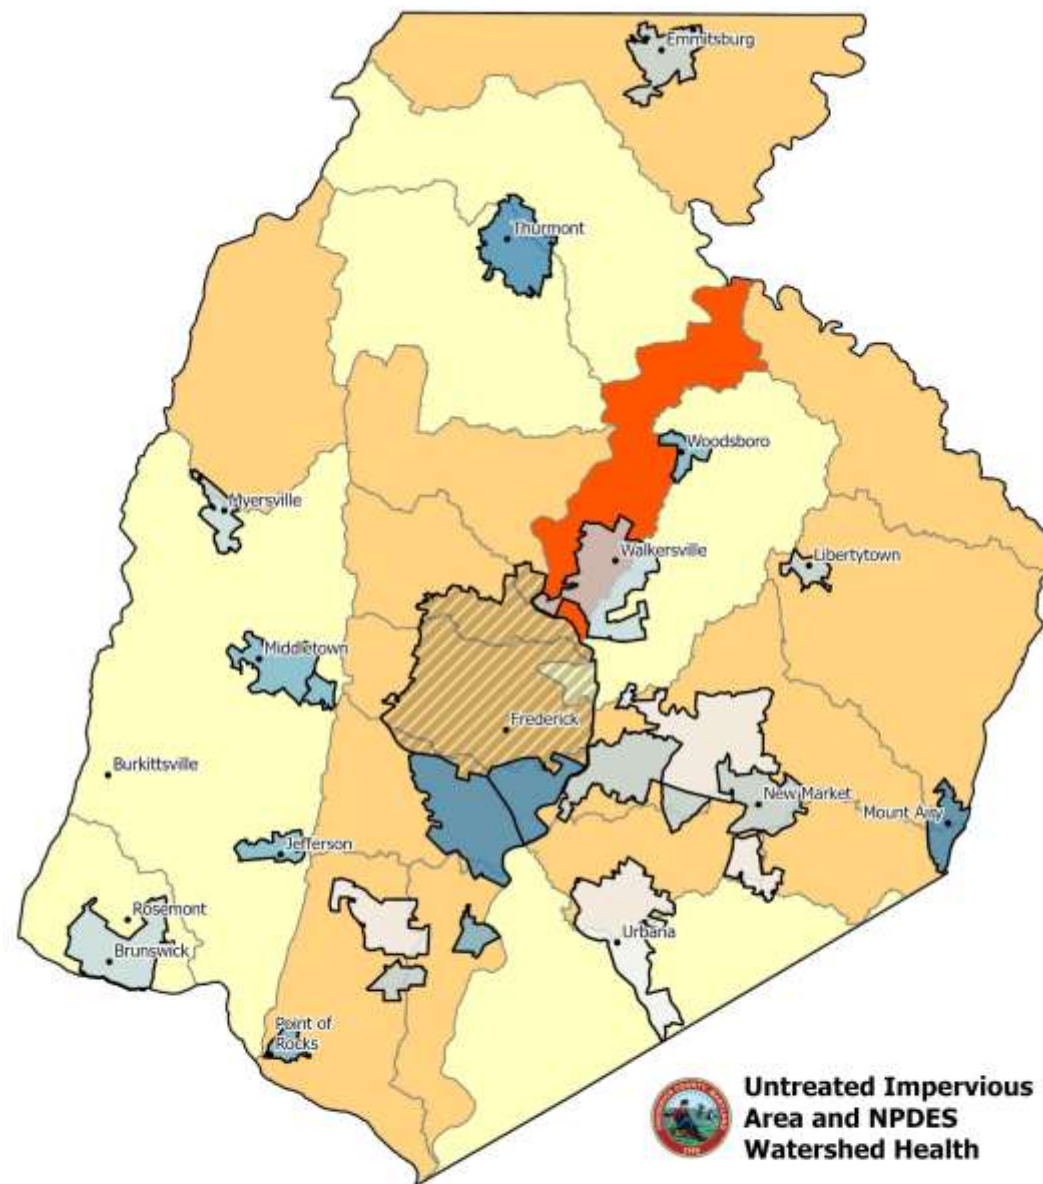 Emmitsburg
Thurmont
Woodsboro
Myersville
Walkersville
Libertytown
Middletown
Frederick
Burkittsville
New Market
Mount Airy
Jefferson
Rosemont
Urbana
Brunswick
Point of
Rocks
Untreated Impervious
Area and NPDES
Watershed Health